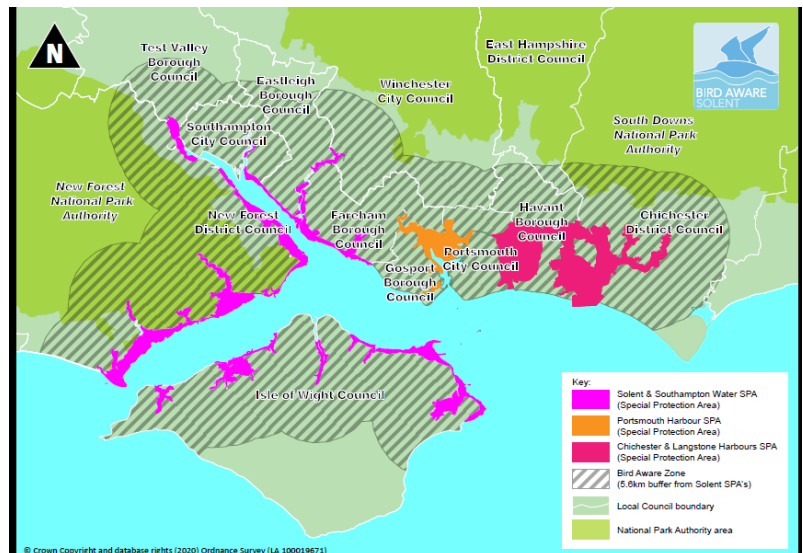 N
Test Valley
Borough
Council
Eastleigh
Borough
Council
East Hampshire
District Council
Winchester
City Council
BIRD AWARE
SOLENT
Southampton
City Council
South Downs
National Park
Authority
New Forest
National Park
Authority
New Forest
District Council
Fareham
Borough
Council
Havant
Borough
Council
Chichester
District Council
Portsmouth
City Council
Gosport
Borough
Council
Isle of Wight Council
Key:
Solent & Southampton Water SPA
(Special Protection Area)
Portsmouth Harbour SPA
(Special Protection Area)
Chichester & Langstone Harbours SPA
(Special Protection Area)
Bird Aware Zone
(5.6km buffer from Solent SPA's)
Local Council boundary
National Park Authority area
© Crown Copyright and database rights (2020) Ordnance Survey (LA 100019671)